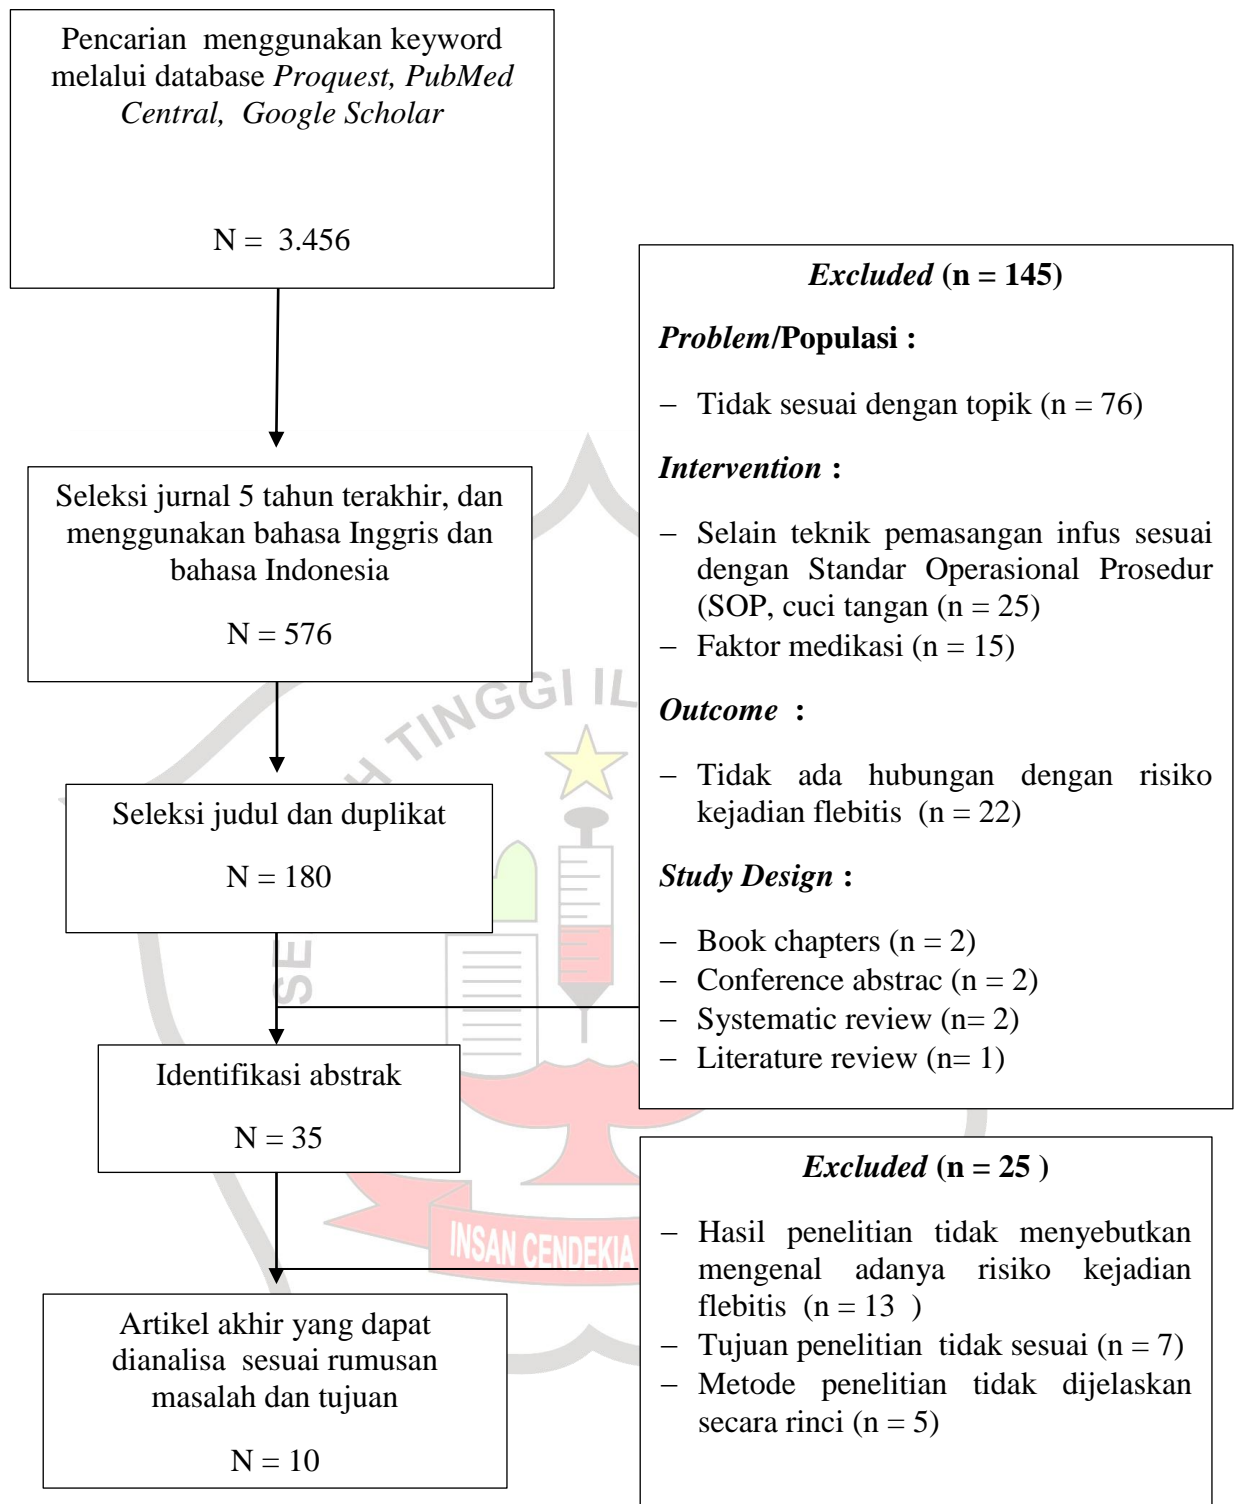 Pencarian menggunakan keyword
melalui database Proquest, PubMed
Central, Google Scholar
N = 3.456
Seleksi jurnal 5 tahun terakhir, dan
menggunakan bahasa Inggris dan
bahasa Indonesia
N = 576
Seleksi judul dan duplikat
N = 180
Excluded (n = 145)
Problem/Populasi :
– Tidak sesuai dengan topik (n = 76)
Intervention :
– Selain teknik pemasangan infus sesuai
dengan Standar Operasional Prosedur
(SOP, cuci tangan (n = 25)
– Faktor medikasi (n = 15)
Outcome :
– Tidak ada hubungan dengan risiko
kejadian flebitis (n = 22)
Study Design :
– Book chapters (n = 2)
– Conference abstrac (n = 2)
– Systematic review (n= 2)
– Literature review (n= 1)
Identifikasi abstrak
N = 35
Excluded (n = 25 )
– Hasil penelitian tidak menyebutkan
mengenal adanya risiko kejadian
flebitis (n = 13 )
– Tujuan penelitian tidak sesuai (n = 7)
– Metode penelitian tidak dijelaskan
secara rinci (n = 5)
Artikel akhir yang dapat
dianalisa sesuai rumusan
masalah dan tujuan
N = 10
TINGGI
INSAN CENDEKIA